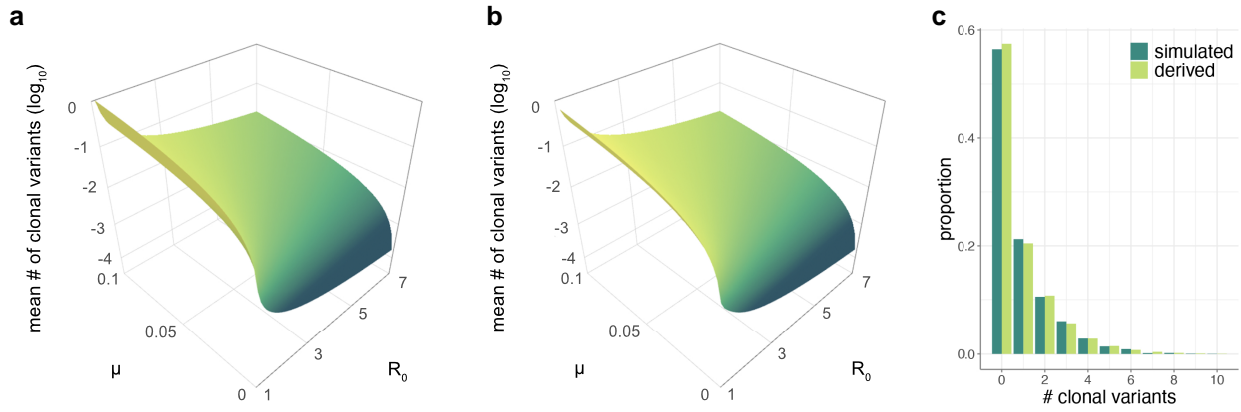 a
mean # of clonal variants (log₁₀)
0
-1
-2
-3
-4
0.1
0.05
0
μ
1
3
5
7
R₀
b
mean # of clonal variants (log₁₀)
0
-1
-2
-3
-4
0.1
0.05
0
μ
1
3
5
7
R₀
c
proportion
0.6
0.4
0.2
0.0
simulated
derived
0 2 4 6 8 10
# clonal variants